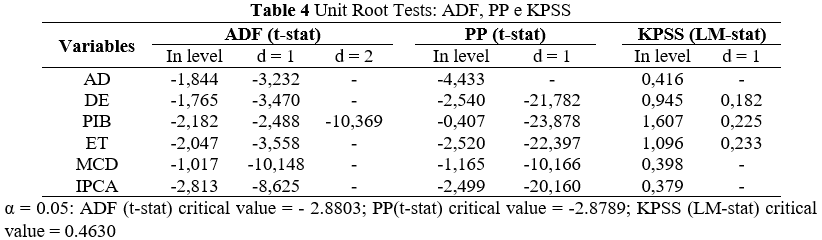 Table 4 Unit Root Tests: ADF, PP e KPSS
Variables ADF (t-stat) PP (t-stat) KPSS (LM-stat)
In level d = 1 d = 2 In level d = 1 In level d = 1
AD -1,844 -3,232 - -4,433 - 0,416 -
DE -1,765 -3,470 - -2,540 -21,782 0,945 0,182
PIB -2,182 -2,488 -10,369 -0,407 -23,878 1,607 0,225
ET -2,047 -3,558 - -2,520 -22,397 1,096 0,233
MCD -1,017 -10,148 - -1,165 -10,166 0,398 -
IPCA -2,813 -8,625 - -2,499 -20,160 0,379 -
α = 0.05: ADF (t-stat) critical value = - 2.8803; PP(t-stat) critical value = -2.8789; KPSS (LM-stat) critical
value = 0.4630